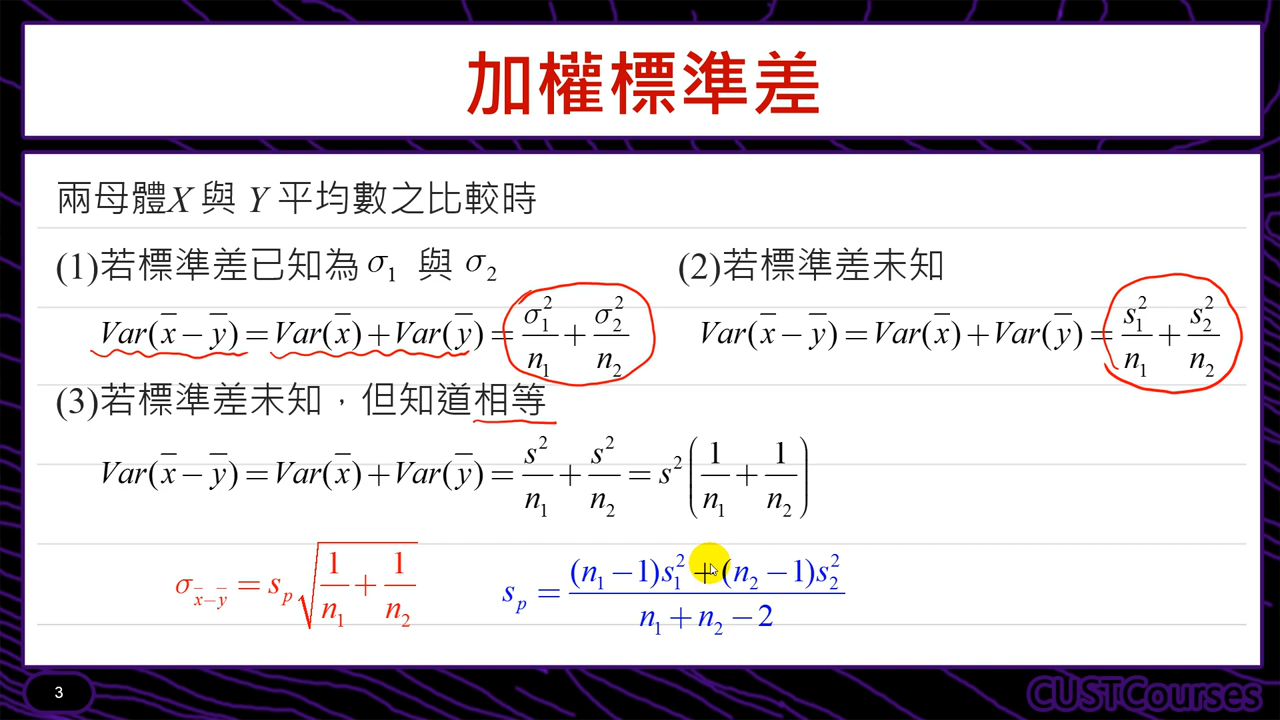 加權標準差
兩母體X 與 Y 平均數之比較時
(1)若標準差已知為 σ₁ 與 σ₂
(2)若標準差未知
Var(x̄ − ȳ) = Var(x̄) + Var(ȳ) = σ₁²/n₁ + σ₂²/n₂
Var(x̄ − ȳ) = Var(x̄) + Var(ȳ) = s₁²/n₁ + s₂²/n₂
(3)若標準差未知，但知道相等
Var(x̄ − ȳ) = Var(x̄) + Var(ȳ) = s²/n₁ + s²/n₂ = s²(1/n₁ + 1/n₂)
σ_{x̄−ȳ} = s_p √(1/n₁ + 1/n₂)
s_p = ((n₁ − 1)s₁² + (n₂ − 1)s₂²)/(n₁ + n₂ − 2)
3
CUSTCourses